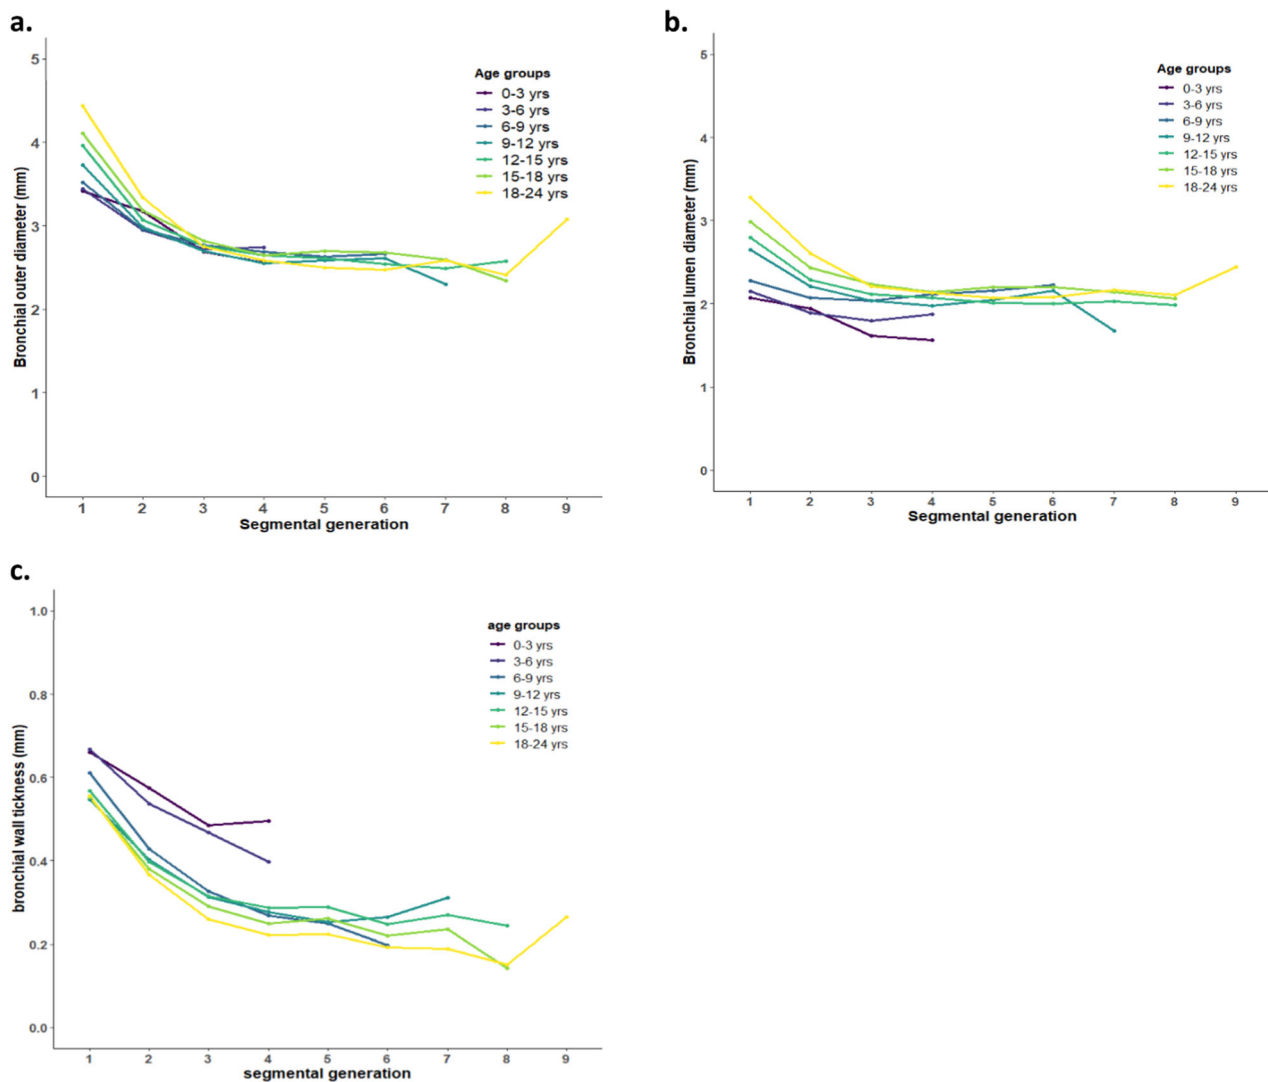 a.
Bronchial outer diameter (mm)
5
4
3
2
1
0
Age groups
0-3 yrs
3-6 yrs
6-9 yrs
9-12 yrs
12-15 yrs
15-18 yrs
18-24 yrs
1 2 3 4 5 6 7 8 9
Segmental generation
b.
Bronchial lumen diameter (mm)
5
4
3
2
1
0
Age groups
0-3 yrs
3-6 yrs
6-9 yrs
9-12 yrs
12-15 yrs
15-18 yrs
18-24 yrs
1 2 3 4 5 6 7 8 9
Segmental generation
c.
bronchial wall tickness (mm)
1.0
0.8
0.6
0.4
0.2
0.0
age groups
0-3 yrs
3-6 yrs
6-9 yrs
9-12 yrs
12-15 yrs
15-18 yrs
18-24 yrs
1 2 3 4 5 6 7 8 9
segmental generation